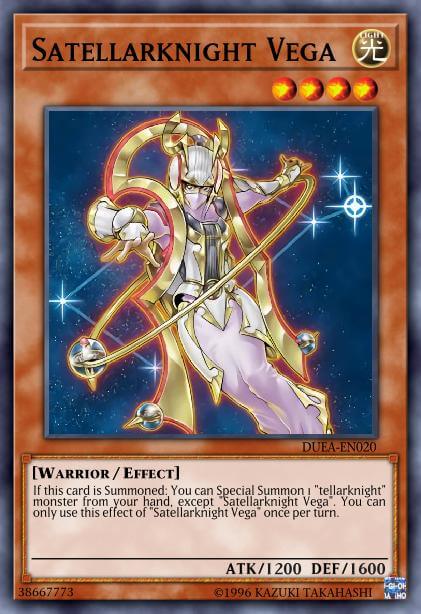 SATELLARKNIGHT VEGA
LIGHT
光
DUEA-EN020
[WARRIOR / EFFECT]
If this card is Summoned: You can Special Summon 1 "tellarknight"
monster from your hand, except "Satellarknight Vega". You can
only use this effect of "Satellarknight Vega" once per turn.
ATK/1200 DEF/1600
38667773
©1996 KAZUKI TAKAHASHI